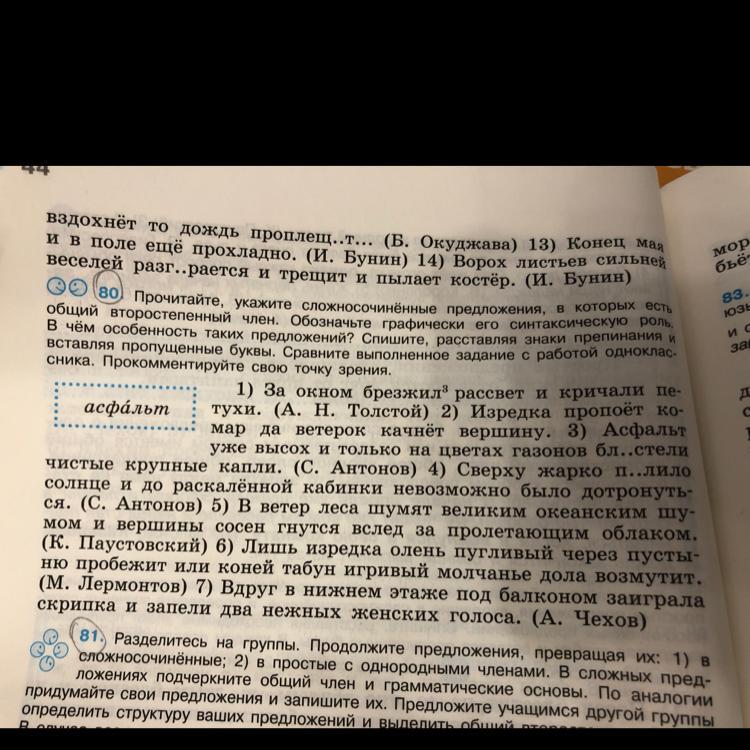 44
вздохнёт то дождь проплещ..т... (Б. Окуджава) 13) Конец мая
и в поле ещё прохладно. (И. Бунин) 14) Ворох листьев сильней
веселей разг..рается и трещит и пылает костёр. (И. Бунин)
80. Прочитайте, укажите сложносочинённые предложения, в которых есть
общий второстепенный член. Обозначьте графически его синтаксическую роль.
В чём особенность таких предложений? Спишите, расставляя знаки препинания и
вставляя пропущенные буквы. Сравните выполненное задание с работой одноклас-
сника. Прокомментируйте свою точку зрения.
асфáльт
1) За окном брезжил³ рассвет и кричали пе-
тухи. (А. Н. Толстой) 2) Изредка пропоёт ко-
мар да ветерок качнёт вершину. 3) Асфальт
уже высох и только на цветах газонов бл..стели
чистые крупные капли. (С. Антонов) 4) Сверху жарко п..лило
солнце и до раскалённой кабинки невозможно было дотронуть-
ся. (С. Антонов) 5) В ветер леса шумят великим океанским шу-
мом и вершины сосен гнутся вслед за пролетающим облаком.
(К. Паустовский) 6) Лишь изредка олень пугливый через пусты-
ню пробежит или коней табун игривый молчанье дола возмутит.
(М. Лермонтов) 7) Вдруг в нижнем этаже под балконом заиграла
скрипка и запели два нежных женских голоса. (А. Чехов)
81. Разделитесь на группы. Продолжите предложения, превращая их: 1) в
сложносочинённые; 2) в простые с однородными членами. В сложных пред-
ложениях подчеркните общий член и грамматические основы. По аналогии
придумайте свои предложения и запишите их. Предложите учащимся другой группы
определить структуру ваших предложений и выделить общий
мор
бьёт
83.
юзы
и с
за